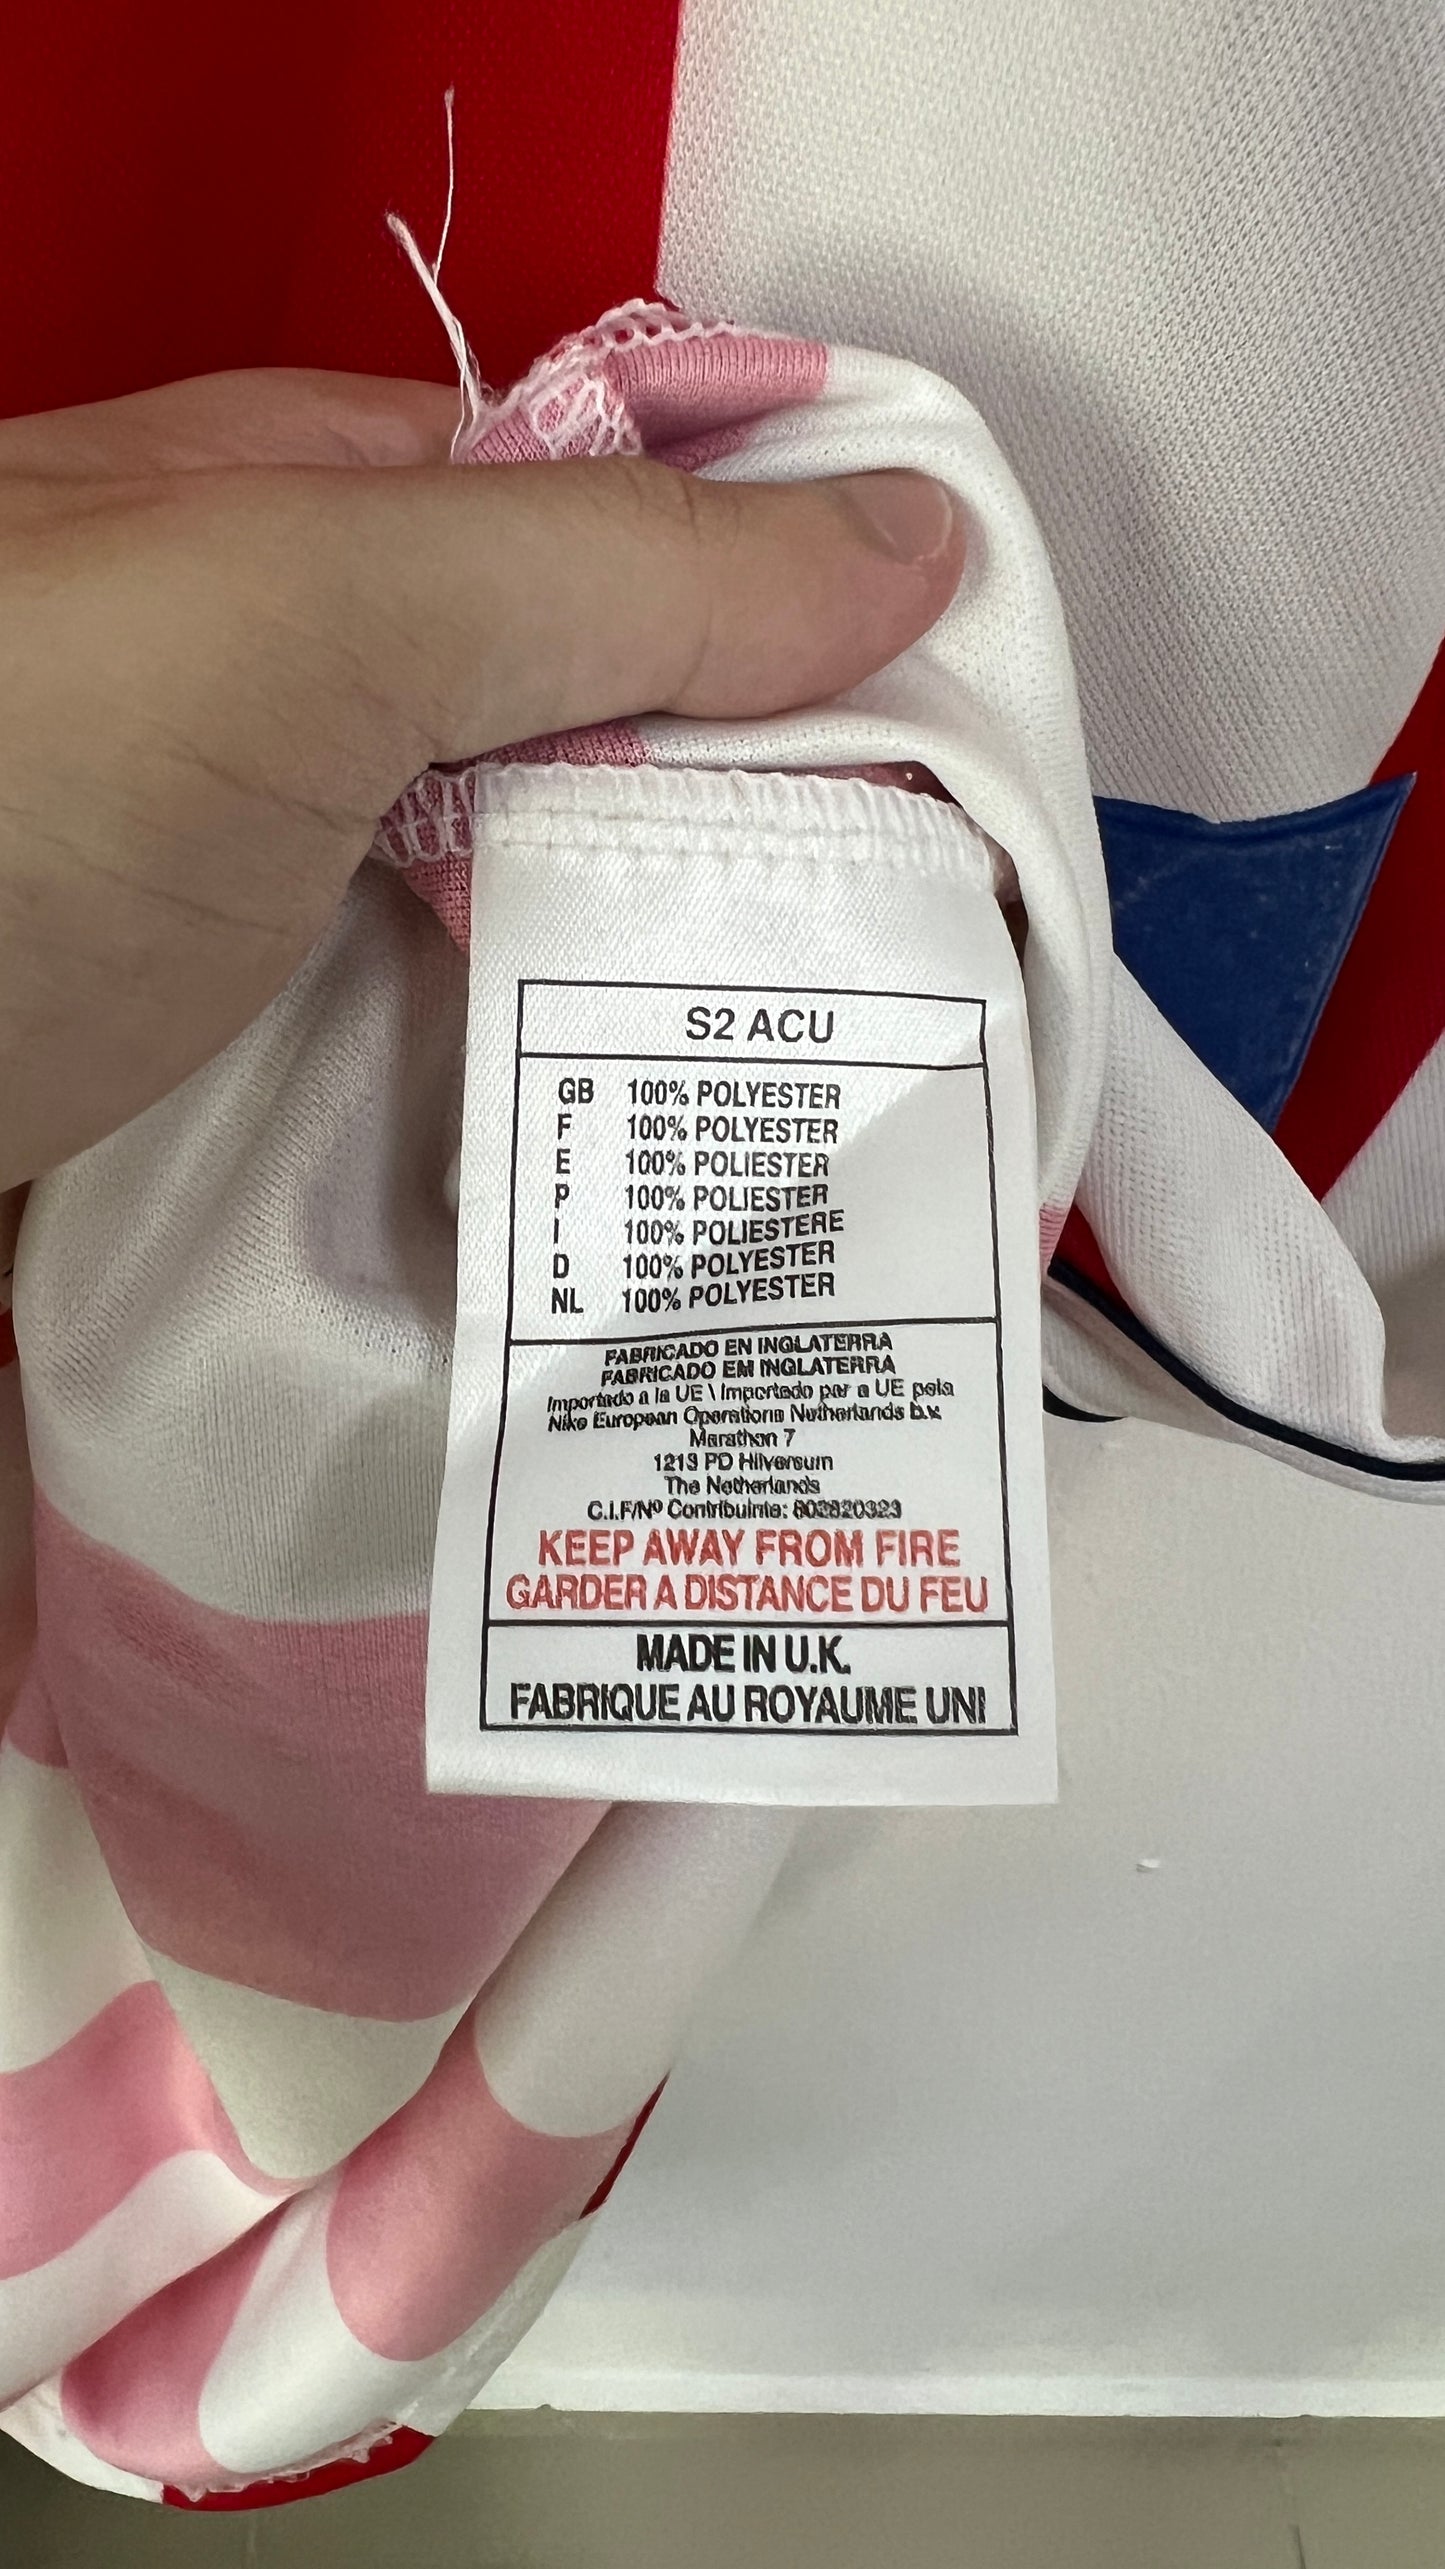 S2 ACU
GB 100% POLYESTER
F 100% POLYESTER
E 100% POLIESTER
P 100% POLIESTER
I 100% POLIESTERE
D 100% POLYESTER
NL 100% POLYESTER
FABRICADO EN INGLATERRA
FABRICADO EM INGLATERRA
Importado a la UE \ Importado par a UE pela
Nike European Operations Netherlands b.v.
Marathon 7
1213 PD Hilversum
The Netherlands
C.I.F/Nº Contribuinte:
KEEP AWAY FROM FIRE
GARDER A DISTANCE DU FEU
MADE IN U.K.
FABRIQUE AU ROYAUME UNI